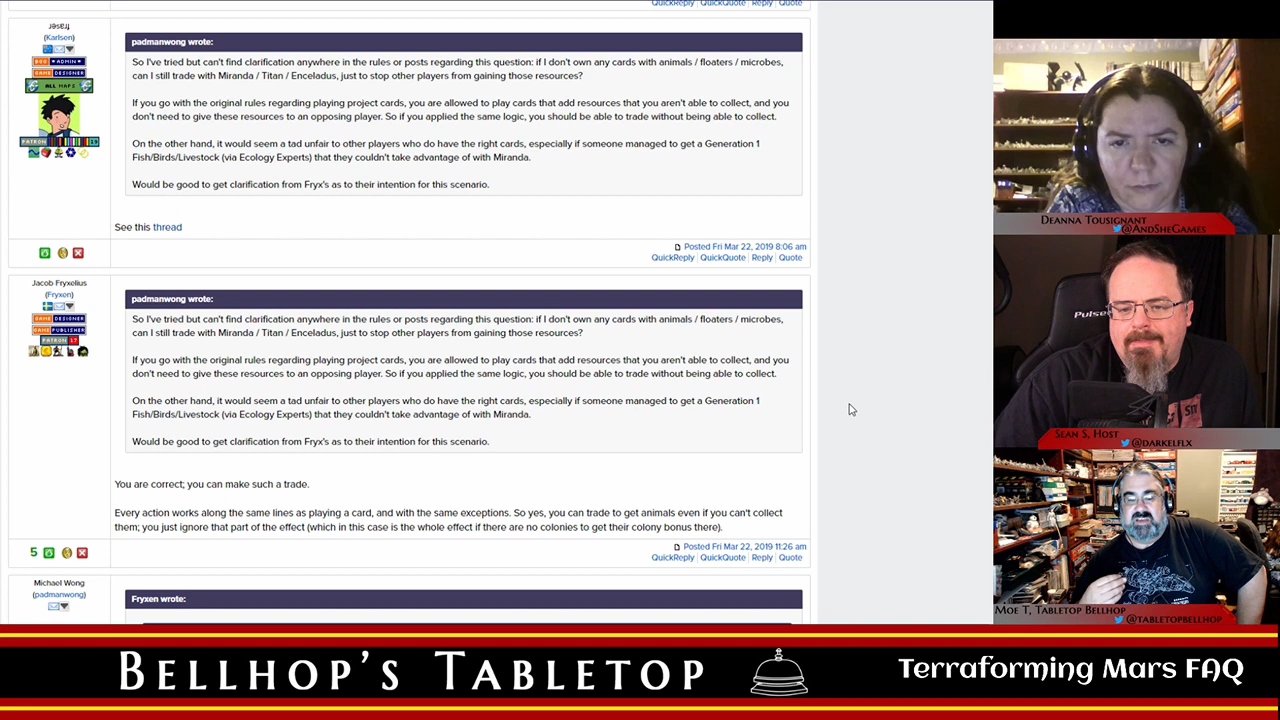 QuickReply QuickQuote Reply Quote
(Karlsen)
BGG ADMIN
GAME DESIGNER
ALL MAPS
PATRON 19
padmanwong wrote:
So I've tried but can't find clarification anywhere in the rules or posts regarding this question: if I don't own any cards with animals / floaters / microbes,
can I still trade with Miranda / Titan / Enceladus, just to stop other players from gaining those resources?
If you go with the original rules regarding playing project cards, you are allowed to play cards that add resources that you aren't able to collect, and you
don't need to give these resources to an opposing player. So if you applied the same logic, you should be able to trade without being able to collect.
On the other hand, it would seem a tad unfair to other players who do have the right cards, especially if someone managed to get a Generation 1
Fish/Birds/Livestock (via Ecology Experts) that they couldn't take advantage of with Miranda.
Would be good to get clarification from Fryx's as to their intention for this scenario.
See this thread
Posted Fri Mar 22, 2019 8:06 am
QuickReply QuickQuote Reply Quote
Jacob Fryxelius
(Fryxen)
GAME DESIGNER
GAME PUBLISHER
PATRON 17
padmanwong wrote:
So I've tried but can't find clarification anywhere in the rules or posts regarding this question: if I don't own any cards with animals / floaters / microbes,
can I still trade with Miranda / Titan / Enceladus, just to stop other players from gaining those resources?
If you go with the original rules regarding playing project cards, you are allowed to play cards that add resources that you aren't able to collect, and you
don't need to give these resources to an opposing player. So if you applied the same logic, you should be able to trade without being able to collect.
On the other hand, it would seem a tad unfair to other players who do have the right cards, especially if someone managed to get a Generation 1
Fish/Birds/Livestock (via Ecology Experts) that they couldn't take advantage of with Miranda.
Would be good to get clarification from Fryx's as to their intention for this scenario.
You are correct; you can make such a trade.
Every action works along the same lines as playing a card, and with the same exceptions. So yes, you can trade to get animals even if you can't collect
them; you just ignore that part of the effect (which in this case is the whole effect if there are no colonies to get their colony bonus there).
5
Posted Fri Mar 22, 2019 11:26 am
QuickReply QuickQuote Reply Quote
Michael Wong
(padmanwong)
Fryxen wrote:
Deanna Tousignant
@AndSheGames
Pulse
Sean S, Host
@DarkElfLX
Moe T, Tabletop Bellhop
@TabletopBellhop
Bellhop's Tabletop
Terraforming Mars FAQ